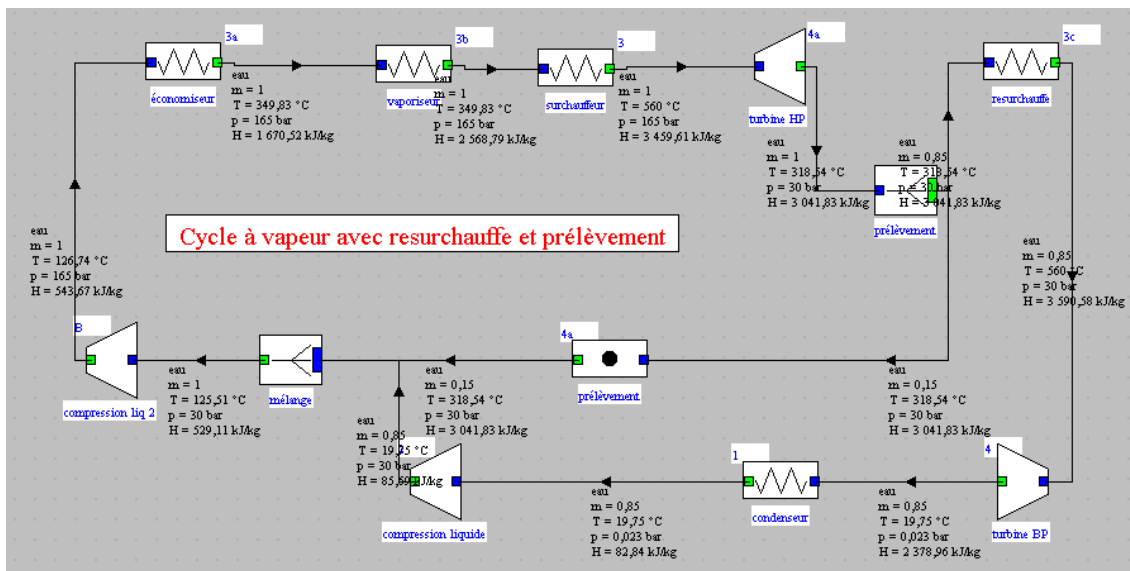 3a
3b
3
4a
3c
économiseur
vaporiseur
surchauffeur
turbine HP
resurchauffe
eau
m = 1
T = 349,83 °C
p = 165 bar
H = 1 670,52 kJ/kg
eau
m = 1
T = 349,83 °C
p = 165 bar
H = 2 568,79 kJ/kg
eau
m = 1
T = 560 °C
p = 165 bar
H = 3 459,61 kJ/kg
eau
m = 1
T = 318,54 °C
p = 30 bar
H = 3 041,83 kJ/kg
eau
m = 0,85
T = 318,54 °C
p = 30 bar
H = 3 041,83 kJ/kg
prélèvement
Cycle à vapeur avec resurchauffe et prélèvement
eau
m = 1
T = 126,74 °C
p = 165 bar
H = 543,67 kJ/kg
eau
m = 0,85
T = 560 °C
p = 30 bar
H = 3 590,58 kJ/kg
B
compression liq 2
eau
m = 1
T = 125,51 °C
p = 30 bar
H = 529,11 kJ/kg
mélange
4a
prélèvement
eau
m = 0,15
T = 318,54 °C
p = 30 bar
H = 3 041,83 kJ/kg
eau
m = 0,15
T = 318,54 °C
p = 30 bar
H = 3 041,83 kJ/kg
eau
m = 0,85
T = 19,75 °C
p = 30 bar
H = 85,69 kJ/kg
compression liquide
1
condenseur
eau
m = 0,85
T = 19,75 °C
p = 0,023 bar
H = 82,84 kJ/kg
eau
m = 0,85
T = 19,75 °C
p = 0,023 bar
H = 2 378,96 kJ/kg
4
turbine BP